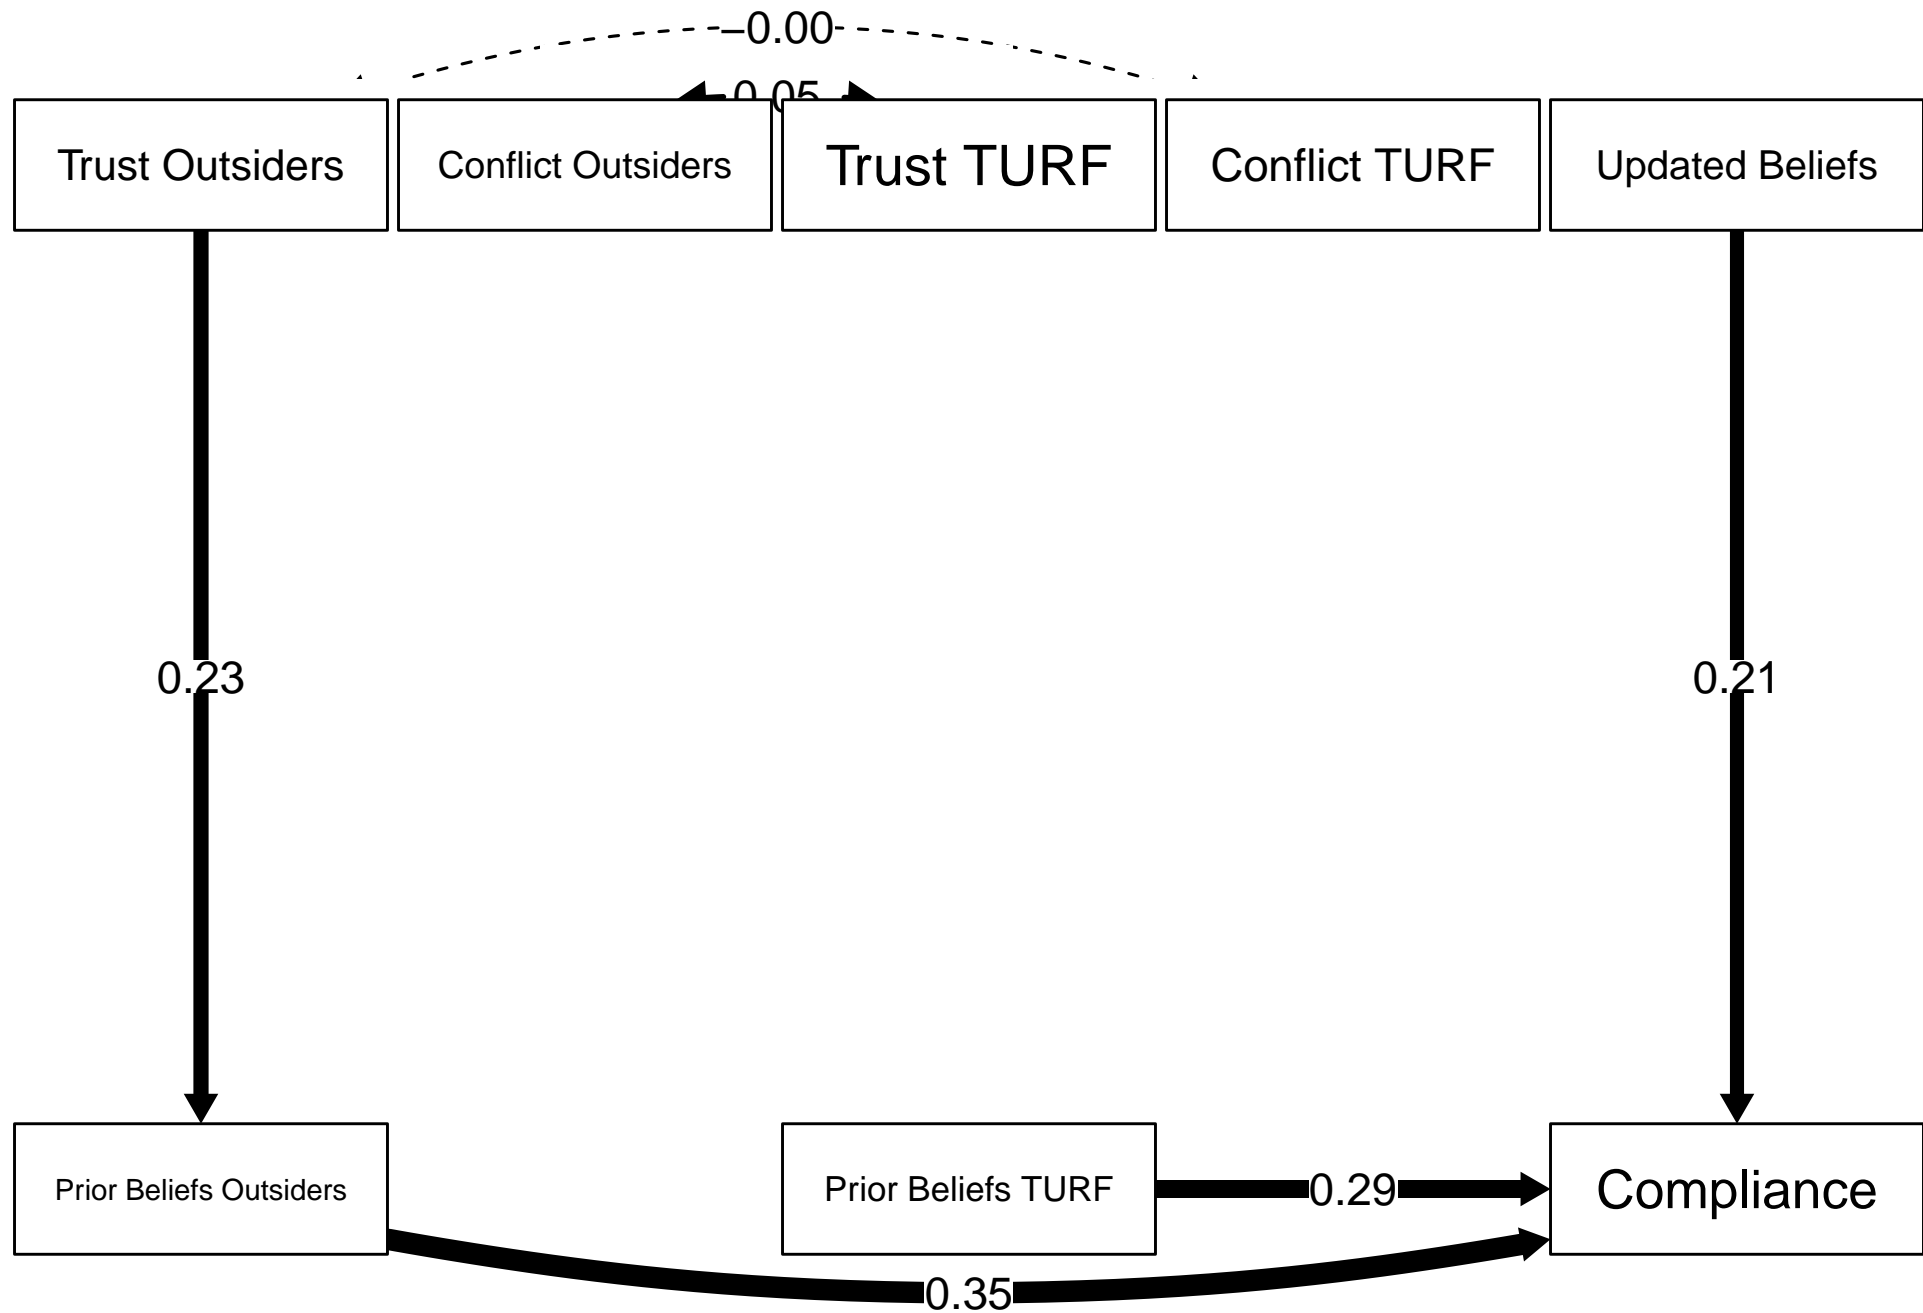 –0.00
0.05
Trust Outsiders
Conflict Outsiders
Trust TURF
Conflict TURF
Updated Beliefs
0.23
0.21
Prior Beliefs Outsiders
Prior Beliefs TURF
0.29
Compliance
0.35